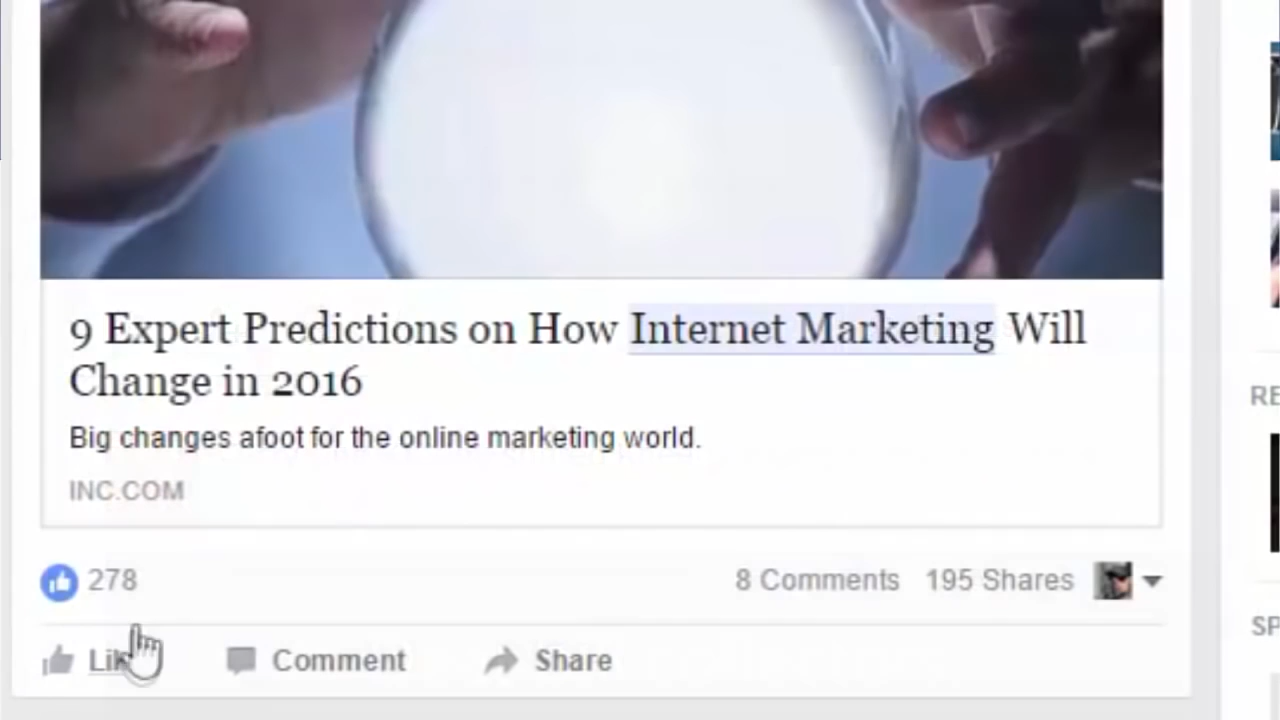 9 Expert Predictions on How Internet Marketing Will
Change in 2016
Big changes afoot for the online marketing world.
INC.COM
278
8 Comments 195 Shares
Comment Share